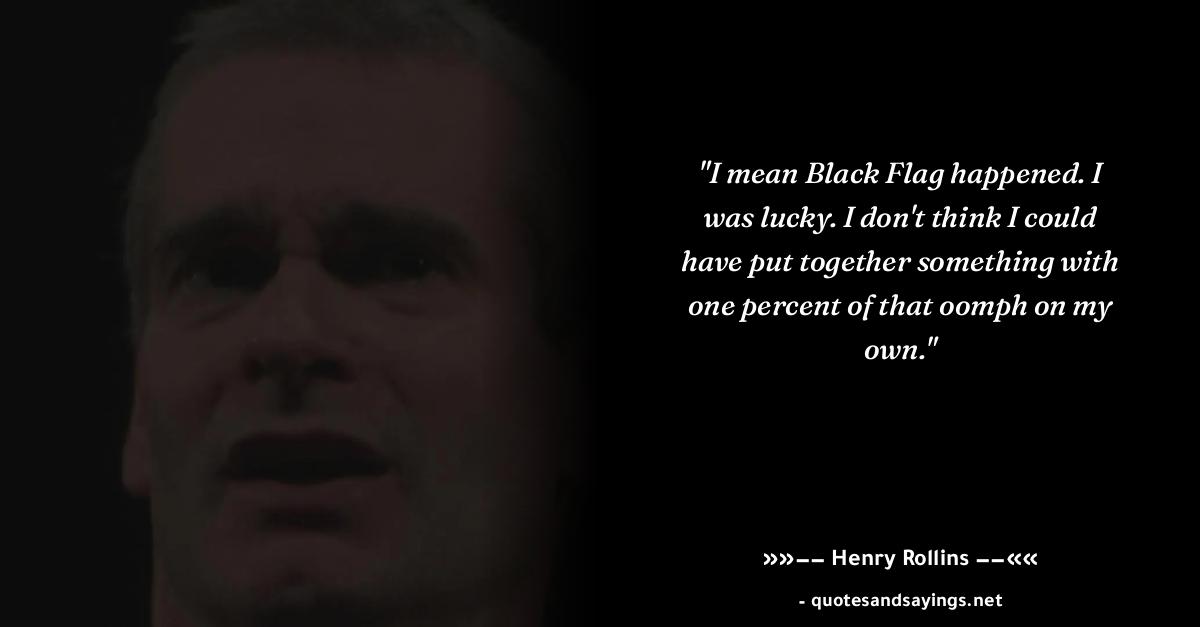 "I mean Black Flag happened. I
was lucky. I don't think I could
have put together something with
one percent of that oomph on my
own."
»»−− Henry Rollins −−««
- quotesandsayings.net